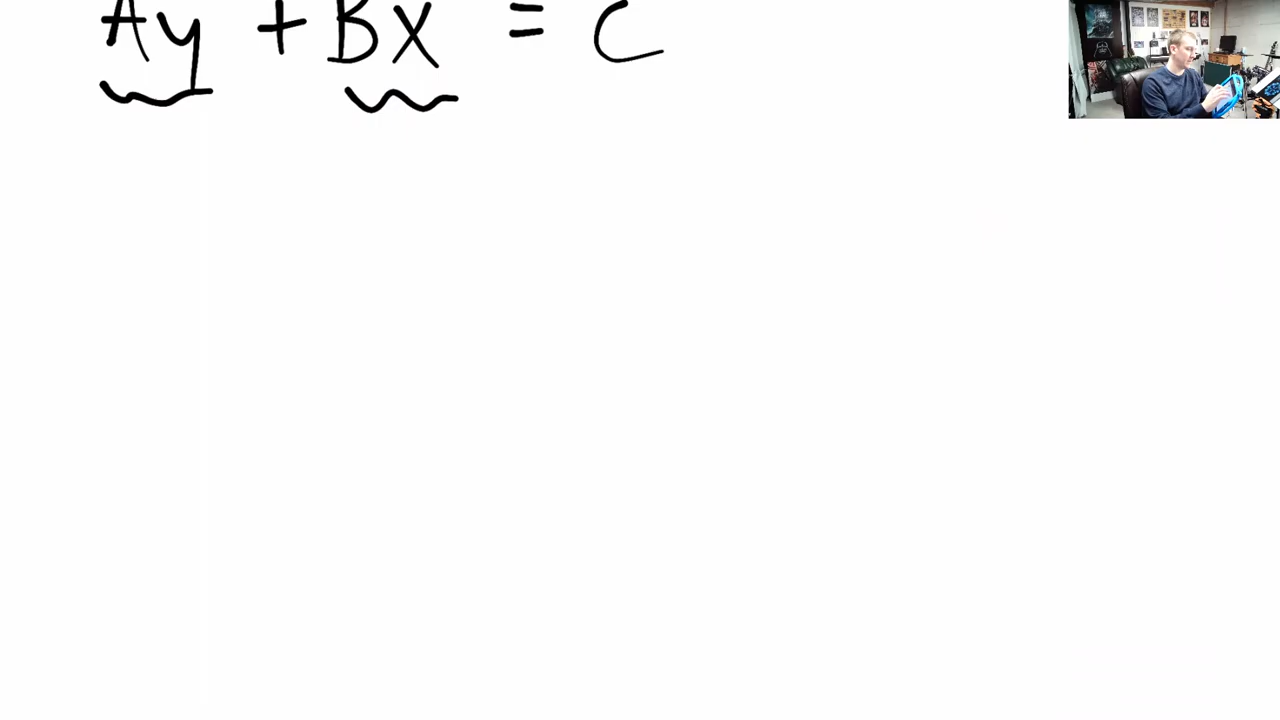 Ay + Bx = C